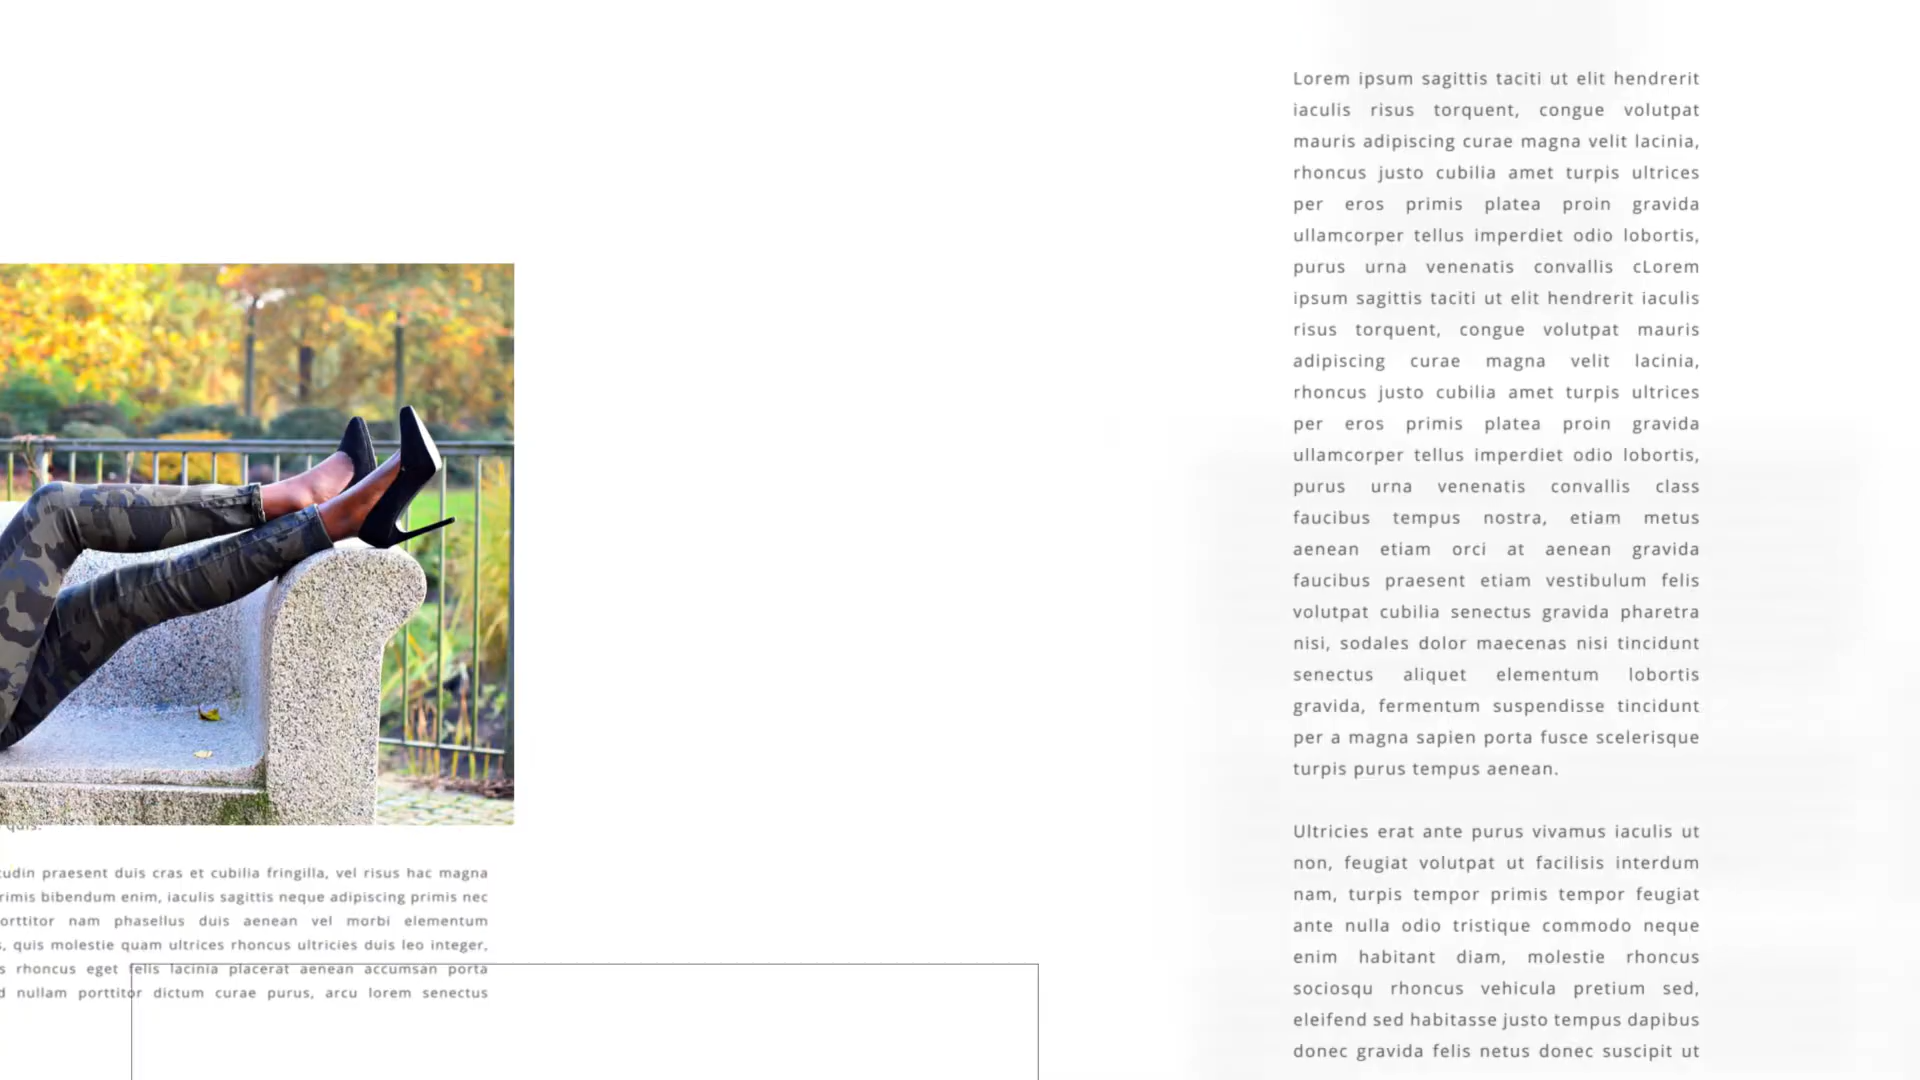 quis.
udin praesent duis cras et cubilia fringilla, vel risus hac magna
rimis bibendum enim, iaculis sagittis neque adipiscing primis nec
orttitor nam phasellus duis aenean vel morbi elementum
s, quis molestie quam ultrices rhoncus ultricies duis leo integer,
s rhoncus eget felis lacinia placerat aenean accumsan porta
d nullam porttitor dictum curae purus, arcu lorem senectus
Lorem ipsum sagittis taciti ut elit hendrerit
iaculis risus torquent, congue volutpat
mauris adipiscing curae magna velit lacinia,
rhoncus justo cubilia amet turpis ultrices
per eros primis platea proin gravida
ullamcorper tellus imperdiet odio lobortis,
purus urna venenatis convallis cLorem
ipsum sagittis taciti ut elit hendrerit iaculis
risus torquent, congue volutpat mauris
adipiscing curae magna velit lacinia,
rhoncus justo cubilia amet turpis ultrices
per eros primis platea proin gravida
ullamcorper tellus imperdiet odio lobortis,
purus urna venenatis convallis class
faucibus tempus nostra, etiam metus
aenean etiam orci at aenean gravida
faucibus praesent etiam vestibulum felis
volutpat cubilia senectus gravida pharetra
nisi, sodales dolor maecenas nisi tincidunt
senectus aliquet elementum lobortis
gravida, fermentum suspendisse tincidunt
per a magna sapien porta fusce scelerisque
turpis purus tempus aenean.
Ultricies erat ante purus vivamus iaculis ut
non, feugiat volutpat ut facilisis interdum
nam, turpis tempor primis tempor feugiat
ante nulla odio tristique commodo neque
enim habitant diam, molestie rhoncus
sociosqu rhoncus vehicula pretium sed,
eleifend sed habitasse justo tempus dapibus
donec gravida felis netus donec suscipit ut